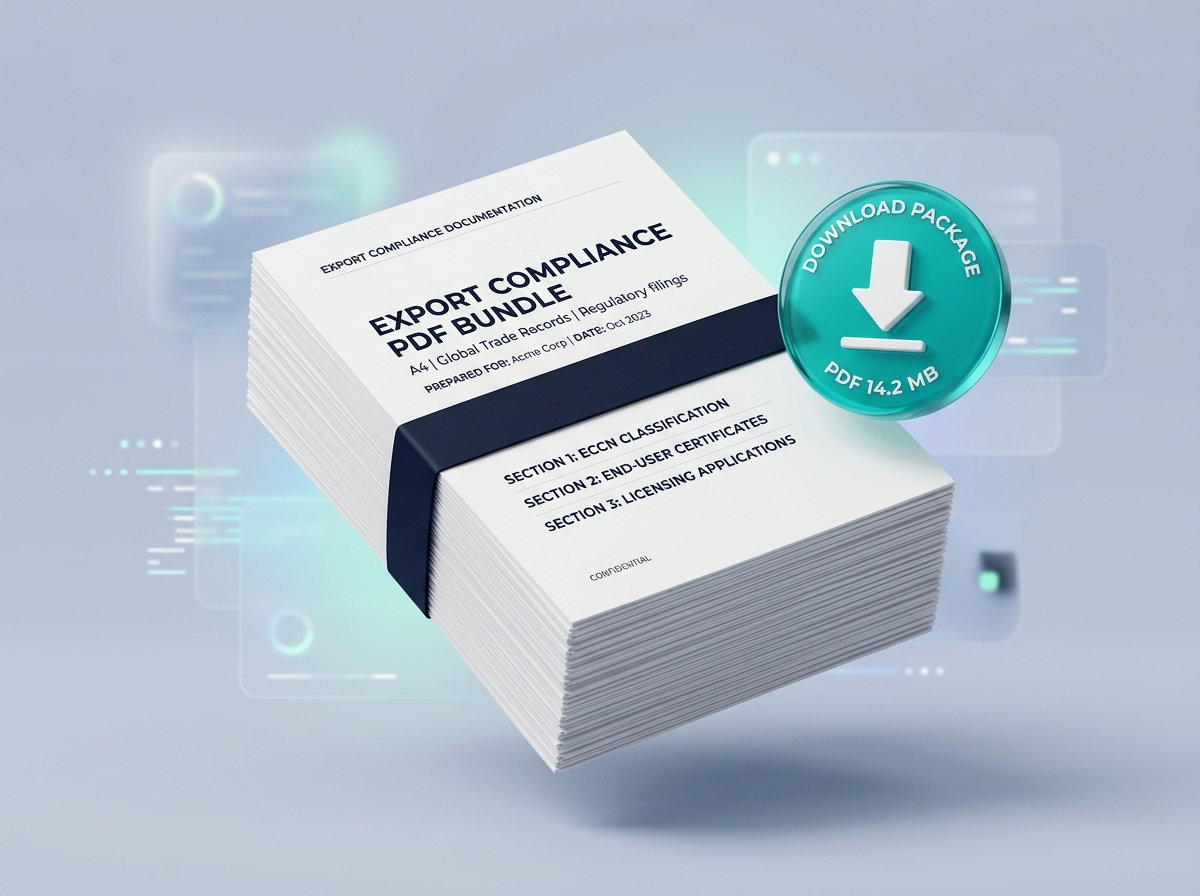 EXPORT COMPLIANCE DOCUMENTATION
EXPORT COMPLIANCE
PDF BUNDLE
A4 | Global Trade Records | Regulatory filings
PREPARED FOR: Acme Corp | DATE: Oct 2023
SECTION 1: ECCN CLASSIFICATION
SECTION 2: END-USER CERTIFICATES
SECTION 3: LICENSING APPLICATIONS
CONFIDENTIAL
DOWNLOAD PACKAGE
PDF 14.2 MB